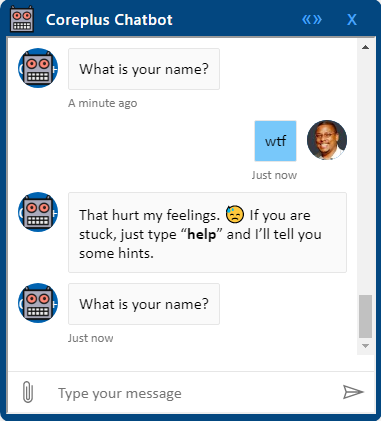 Coreplus Chatbot
«» X
What is your name?
A minute ago
wtf
Just now
That hurt my feelings. 😓 If you are
stuck, just type “help” and I’ll tell you
some hints.
What is your name?
Just now
Type your message